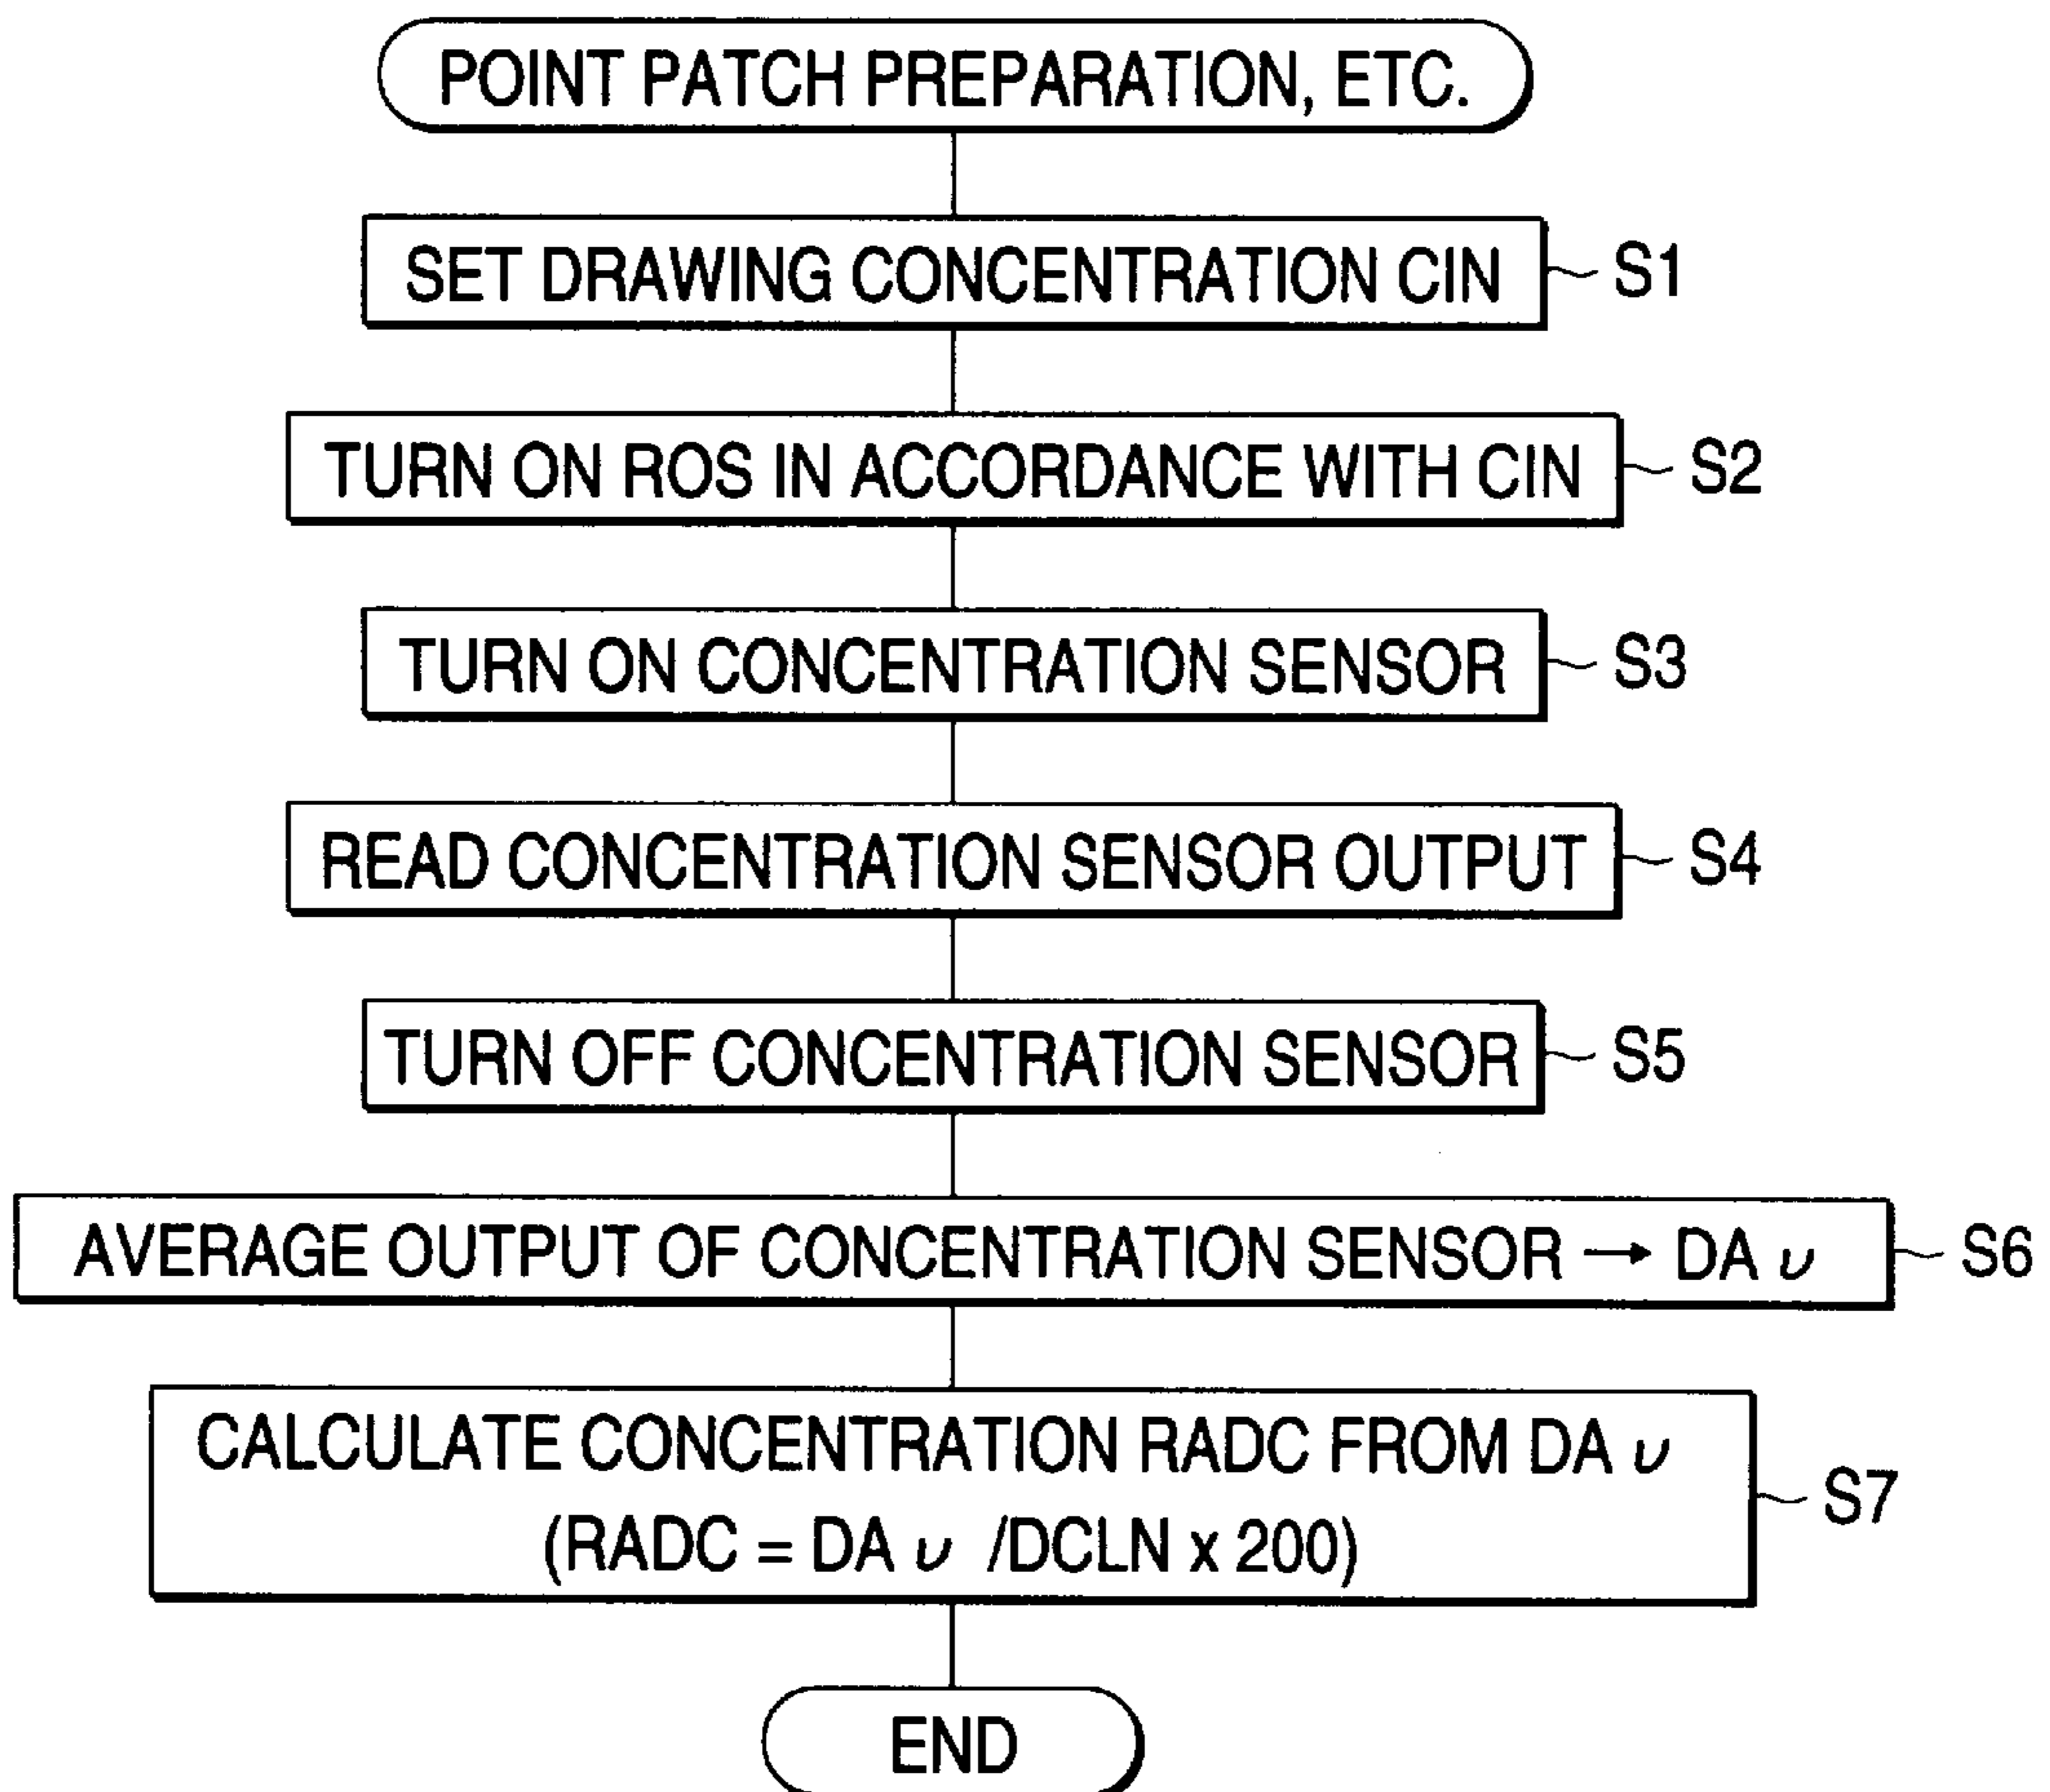 POINT PATCH PREPARATION, ETC.
SET DRAWING CONCENTRATION CIN S1
TURN ON ROS IN ACCORDANCE WITH CIN S2
TURN ON CONCENTRATION SENSOR S3
READ CONCENTRATION SENSOR OUTPUT S4
TURN OFF CONCENTRATION SENSOR S5
AVERAGE OUTPUT OF CONCENTRATION SENSOR → DA ν S6
CALCULATE CONCENTRATION RADC FROM DA ν S7
(RADC = DA ν /DCLN x 200)
END